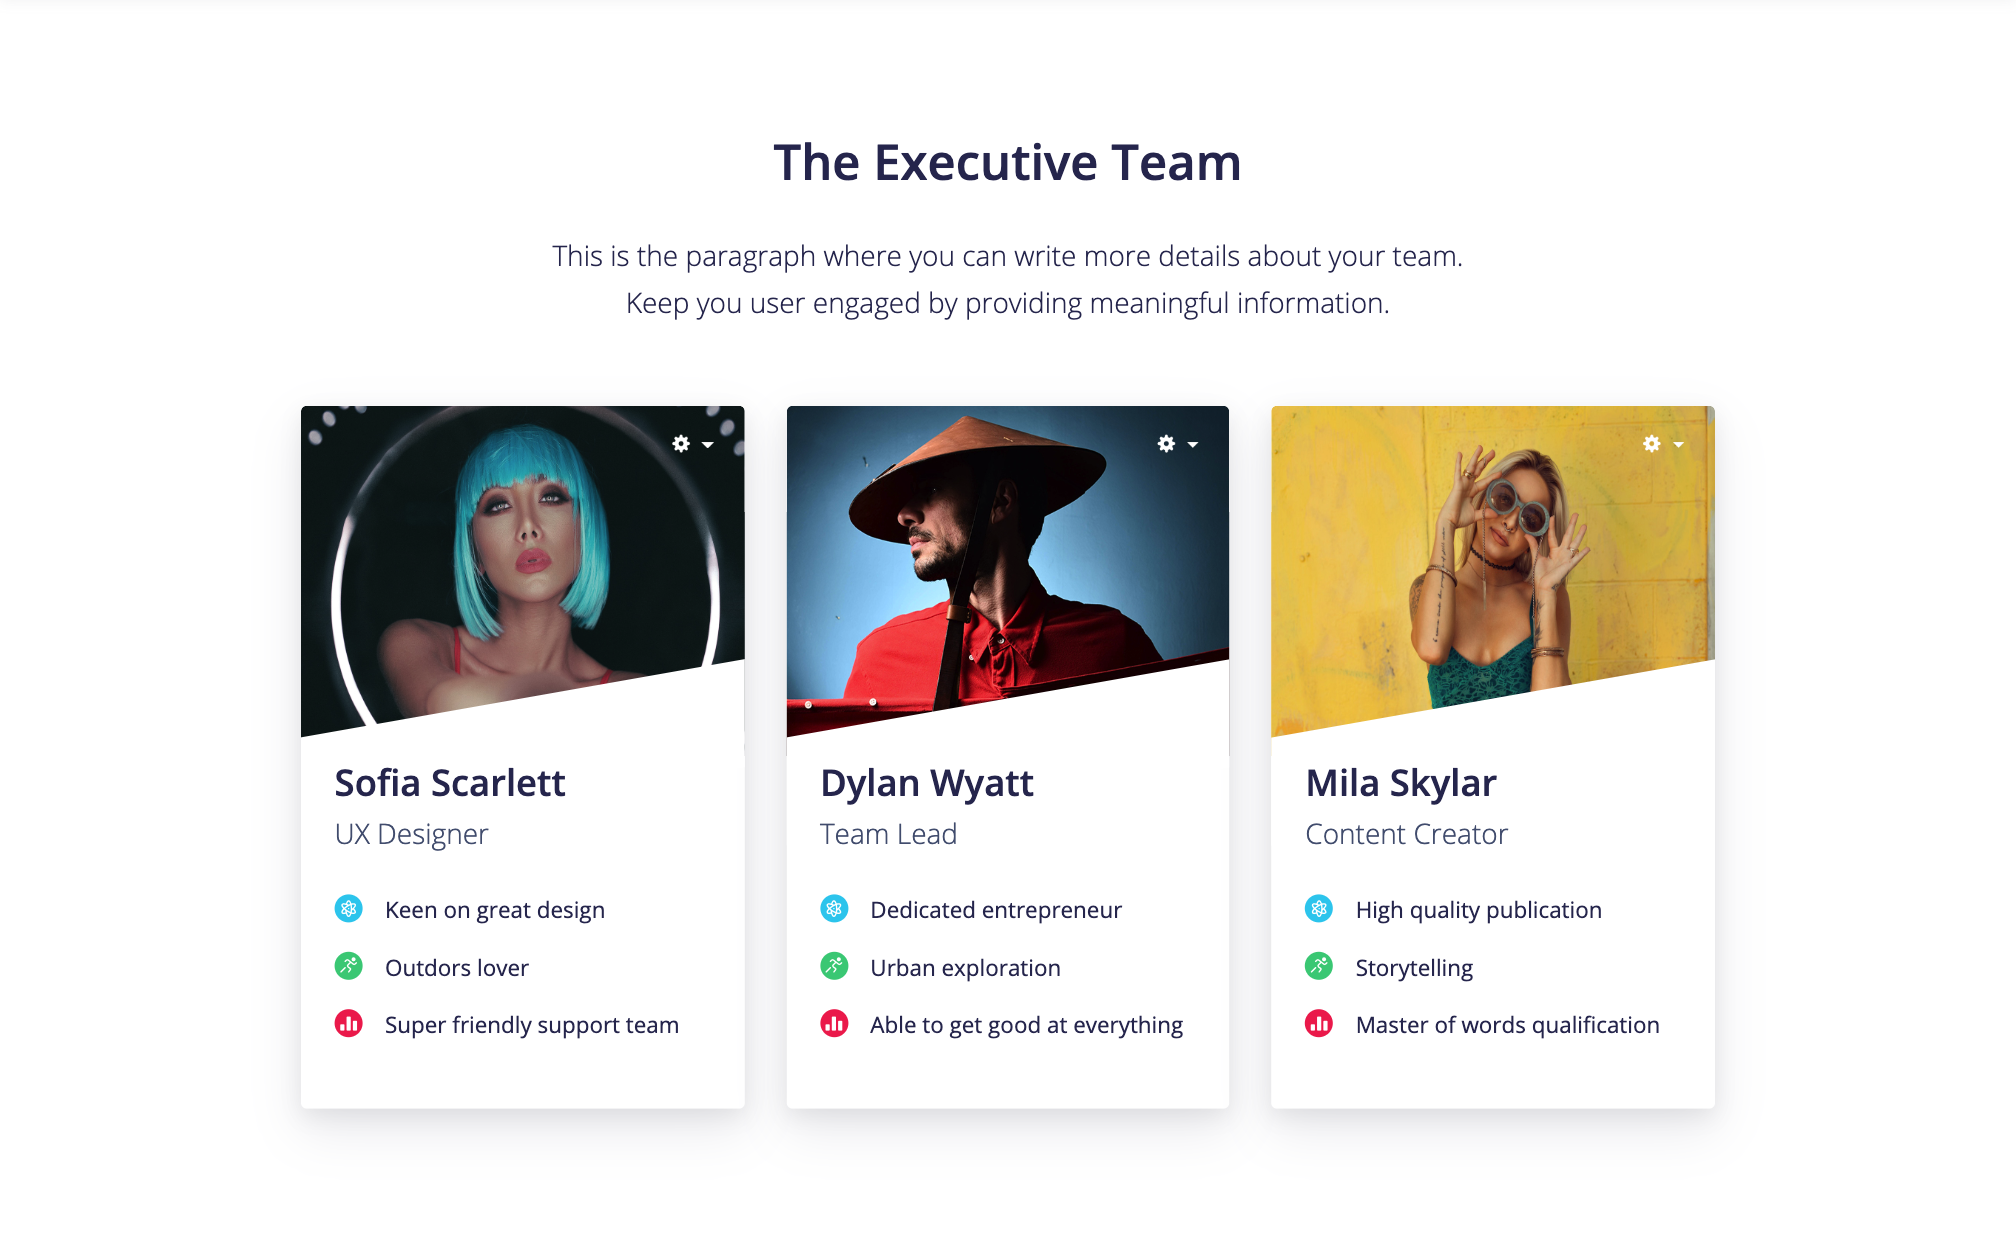 The Executive Team
This is the paragraph where you can write more details about your team.
Keep you user engaged by providing meaningful information.
Sofia Scarlett
UX Designer
Keen on great design
Outdors lover
Super friendly support team
Dylan Wyatt
Team Lead
Dedicated entrepreneur
Urban exploration
Able to get good at everything
Mila Skylar
Content Creator
High quality publication
Storytelling
Master of words qualification